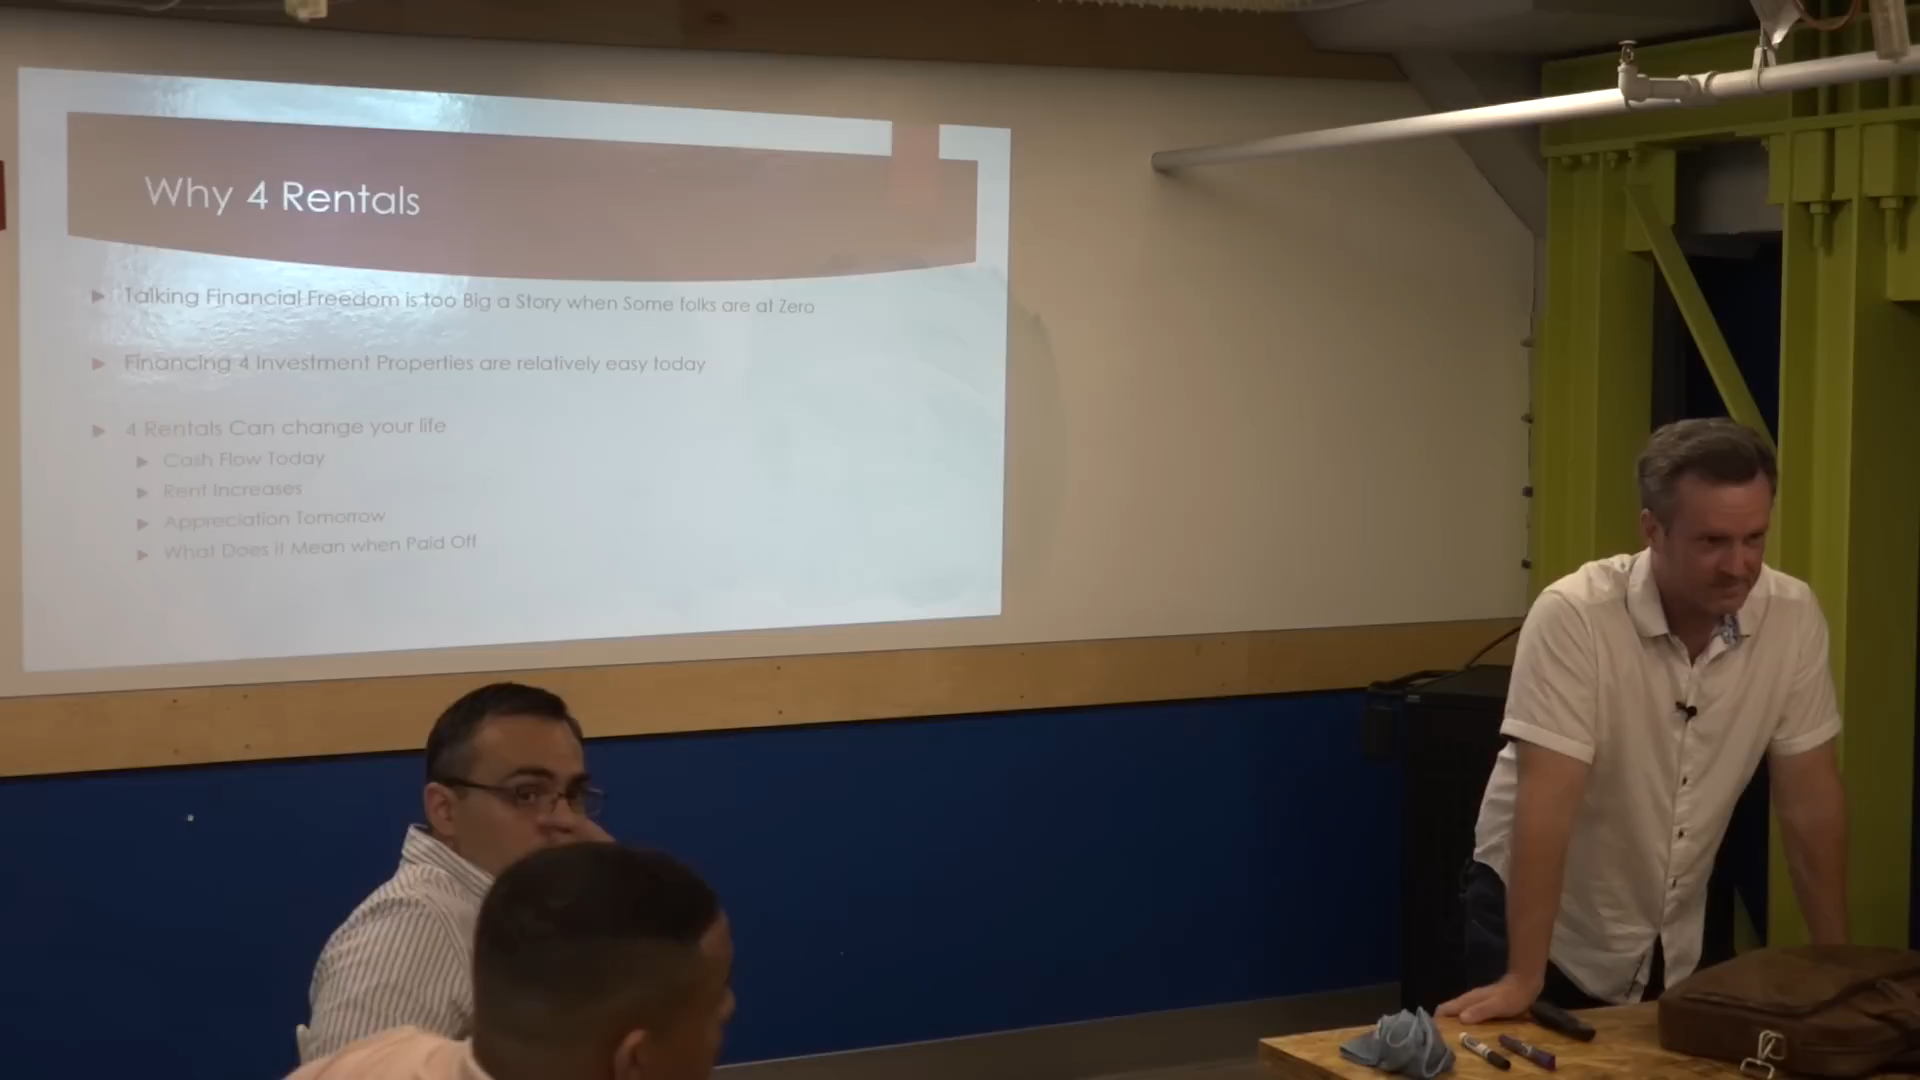 Why 4 Rentals
Talking Financial Freedom is too Big a Story when Some folks are at Zero
Financing 4 Investment Properties are relatively easy today
4 Rentals Can change your life
Cash Flow Today
Rent Increases
Appreciation Tomorrow
What Does it Mean when Paid Off